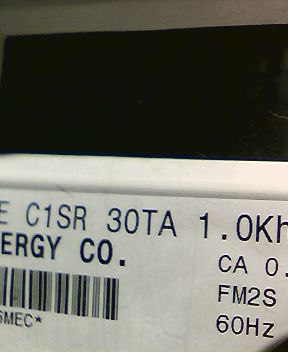 E C1SR 30TA 1.0Kh
ERGY CO.
CA 0.
FM2S
SMEC*
60Hz